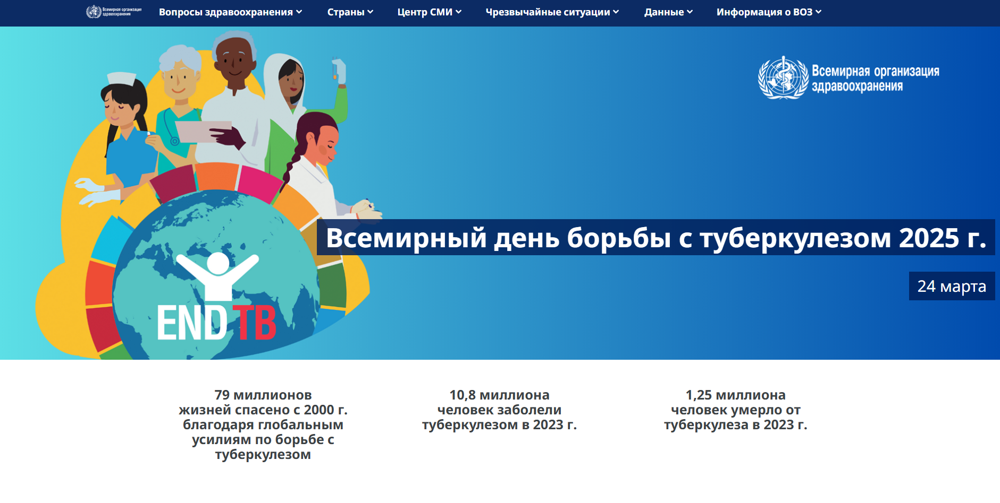 Всемирная организация
здравоохранения
Вопросы здравоохранения
Страны
Центр СМИ
Чрезвычайные ситуации
Данные
Информация о ВОЗ
Всемирная организация
здравоохранения
Всемирный день борьбы с туберкулезом 2025 г.
24 марта
END TB
79 миллионов
жизней спасено с 2000 г.
благодаря глобальным
усилиям по борьбе с
туберкулезом
10,8 миллиона
человек заболели
туберкулезом в 2023 г.
1,25 миллиона
человек умерло от
туберкулеза в 2023 г.